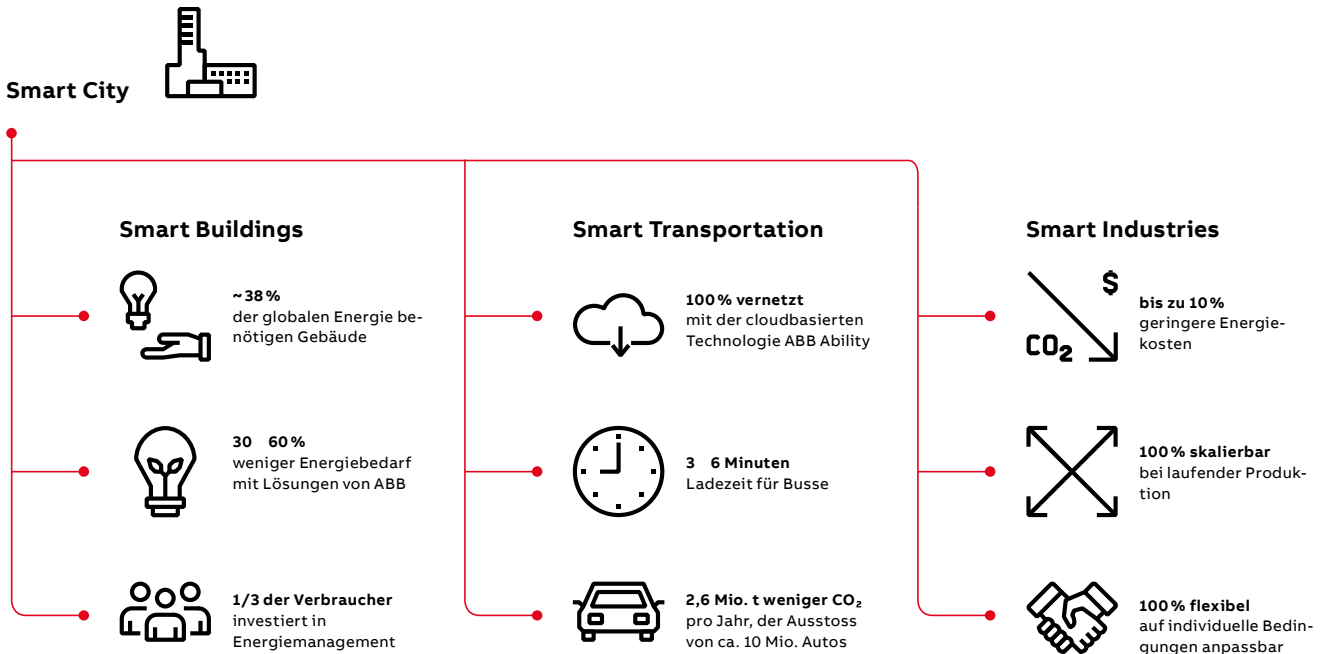 Smart City
Smart Buildings
~38%
der globalen Energie be-
nötigen Gebäude
30 60%
weniger Energiebedarf
mit Lösungen von ABB
1/3 der Verbraucher
investiert in
Energiemanagement
Smart Transportation
100% vernetzt
mit der cloudbasierten
Technologie ABB Ability
3 6 Minuten
Ladezeit für Busse
2,6 Mio. t weniger CO₂
pro Jahr, der Ausstoss
von ca. 10 Mio. Autos
Smart Industries
$
CO₂
bis zu 10%
geringere Energie-
kosten
100% skalierbar
bei laufender Produk-
tion
100% flexibel
auf individuelle Bedin-
gungen anpassbar